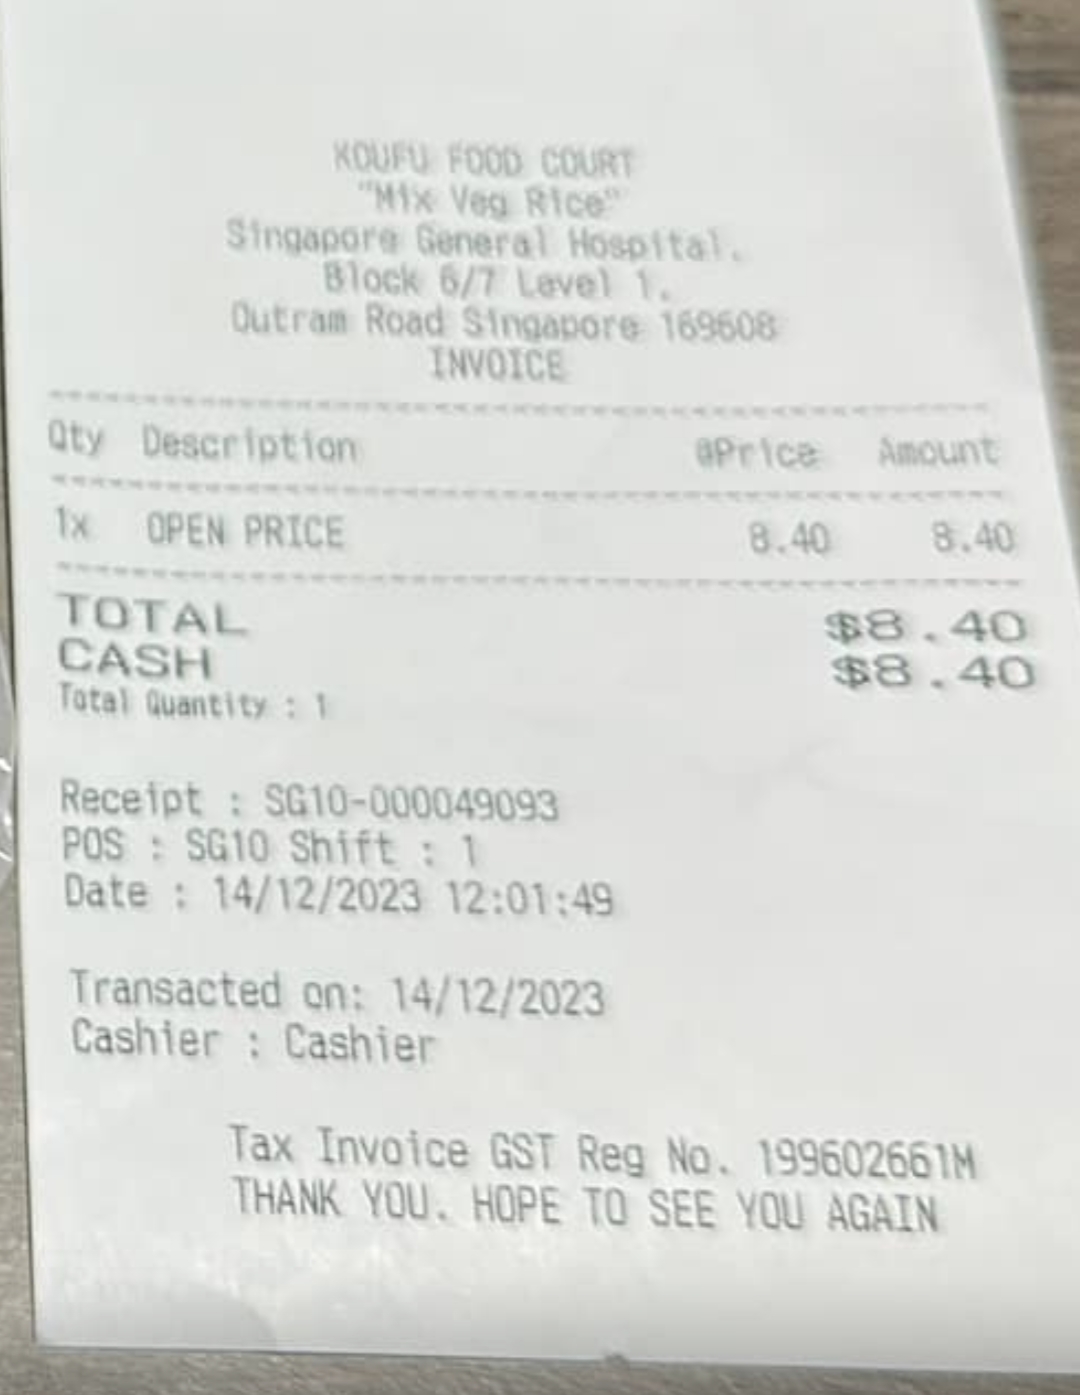 KOUFU FOOD COURT
"Mix Veg Rice"
Singapore General Hospital.
Block 6/7 Level 1.
Outram Road Singapore 169608
INVOICE
Qty Description @Price Amount
1x OPEN PRICE 8.40 8.40
TOTAL $8.40
CASH $8.40
Total Quantity : 1
Receipt : SG10-000049093
POS : SG10 Shift : 1
Date : 14/12/2023 12:01:49
Transacted on: 14/12/2023
Cashier : Cashier
Tax Invoice GST Reg No. 199602661M
THANK YOU. HOPE TO SEE YOU AGAIN